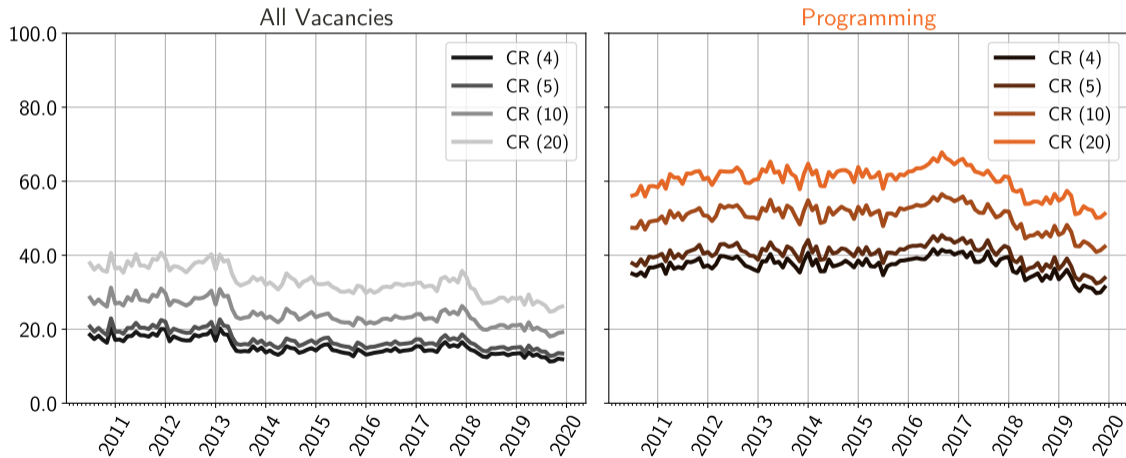 All Vacancies
100.0
80.0
60.0
40.0
20.0
0.0
CR (4)
CR (5)
CR (10)
CR (20)
2011
2012
2013
2014
2015
2016
2017
2018
2019
2020
Programming
CR (4)
CR (5)
CR (10)
CR (20)
2011
2012
2013
2014
2015
2016
2017
2018
2019
2020